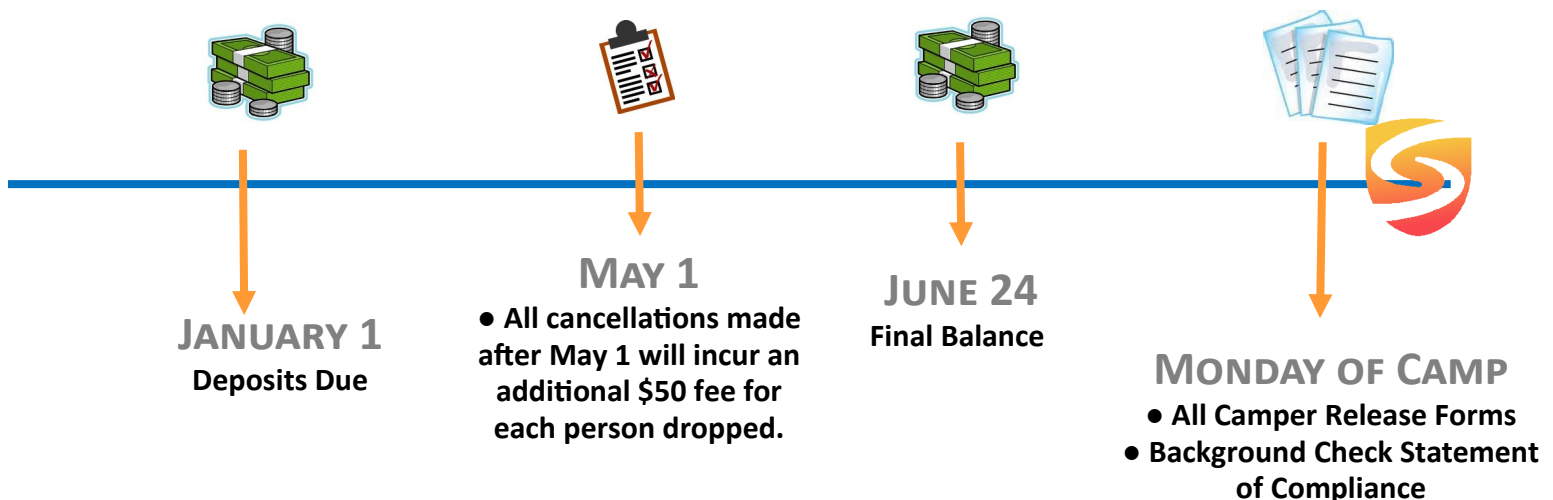 JANUARY 1
Deposits Due
MAY 1
● All cancellations made
after May 1 will incur an
additional $50 fee for
each person dropped.
JUNE 24
Final Balance
MONDAY OF CAMP
● All Camper Release Forms
● Background Check Statement
of Compliance